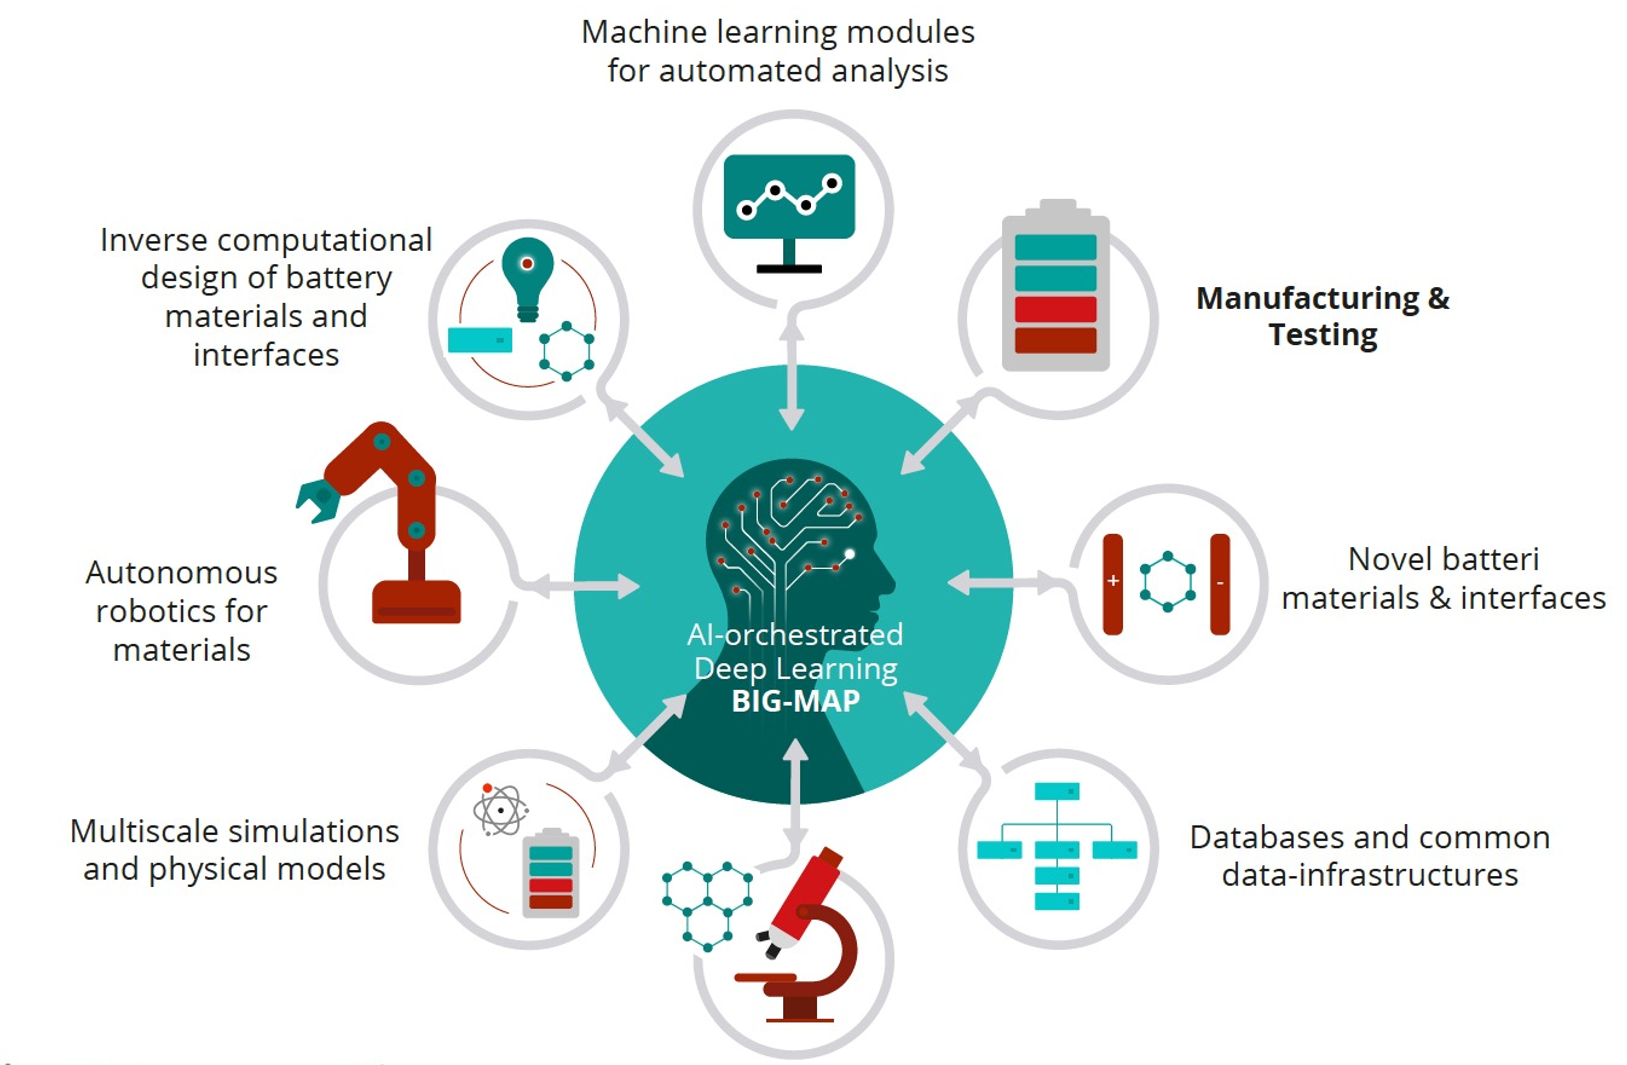 Machine learning modules
for automated analysis
Inverse computational
design of battery
materials and
interfaces
Manufacturing &
Testing
Autonomous
robotics for
materials
+
-
Novel batteri
materials & interfaces
AI-orchestrated
Deep Learning
BIG-MAP
Multiscale simulations
and physical models
Databases and common
data-infrastructures